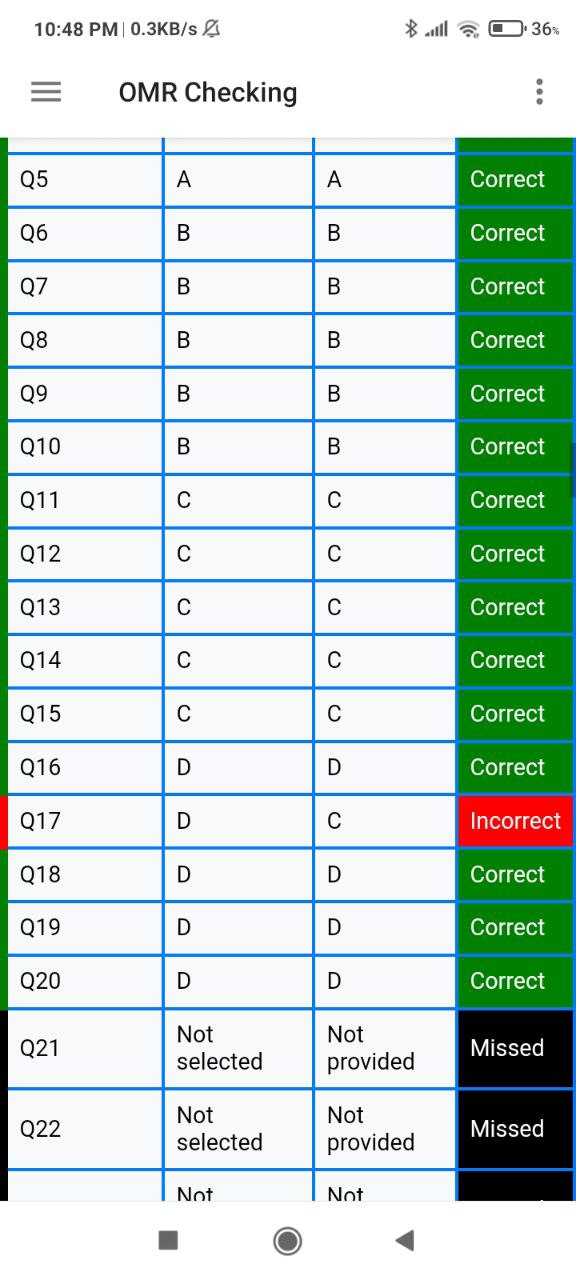 10:48 PM | 0.3KB/s 36%
OMR Checking
Q5 A A Correct
Q6 B B Correct
Q7 B B Correct
Q8 B B Correct
Q9 B B Correct
Q10 B B Correct
Q11 C C Correct
Q12 C C Correct
Q13 C C Correct
Q14 C C Correct
Q15 C C Correct
Q16 D D Correct
Q17 D C Incorrect
Q18 D D Correct
Q19 D D Correct
Q20 D D Correct
Q21 Not selected Not provided Missed
Q22 Not selected Not provided Missed
Not Not